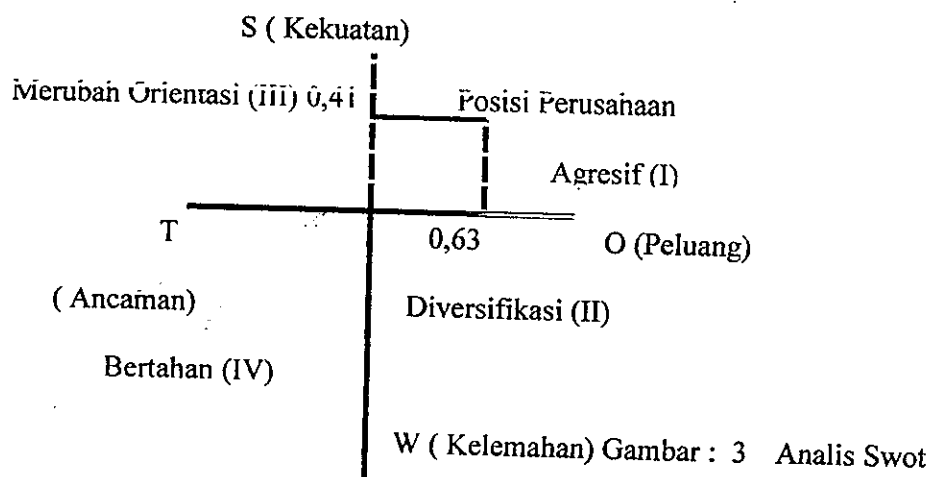 S ( Kekuatan)
Merubah Orientasi (III) 0,41
Posisi Perusahaan
Agresif (I)
T
0,63
O (Peluang)
( Ancaman)
Diversifikasi (II)
Bertahan (IV)
W ( Kelemahan) Gambar : 3 Analis Swot